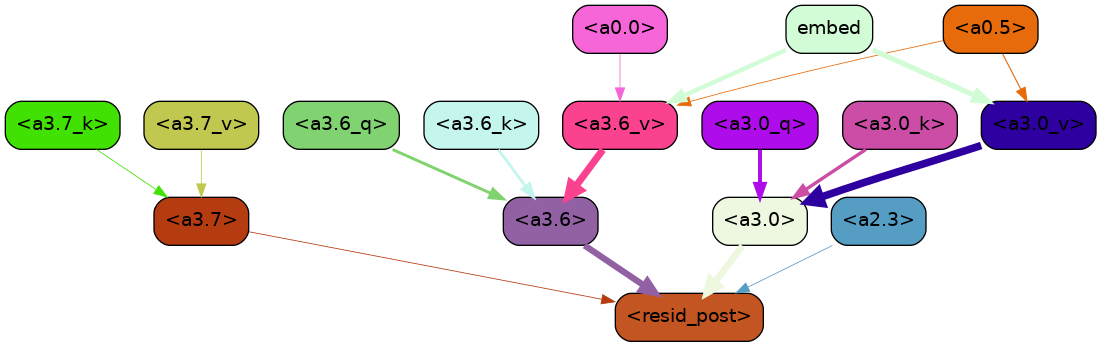 <a0.0> embed <a0.5>
<a3.7_k> <a3.7_v> <a3.6_q> <a3.6_k> <a3.6_v> <a3.0_q> <a3.0_k> <a3.0_v>
<a3.7> <a3.6> <a3.0> <a2.3>
<resid_post>